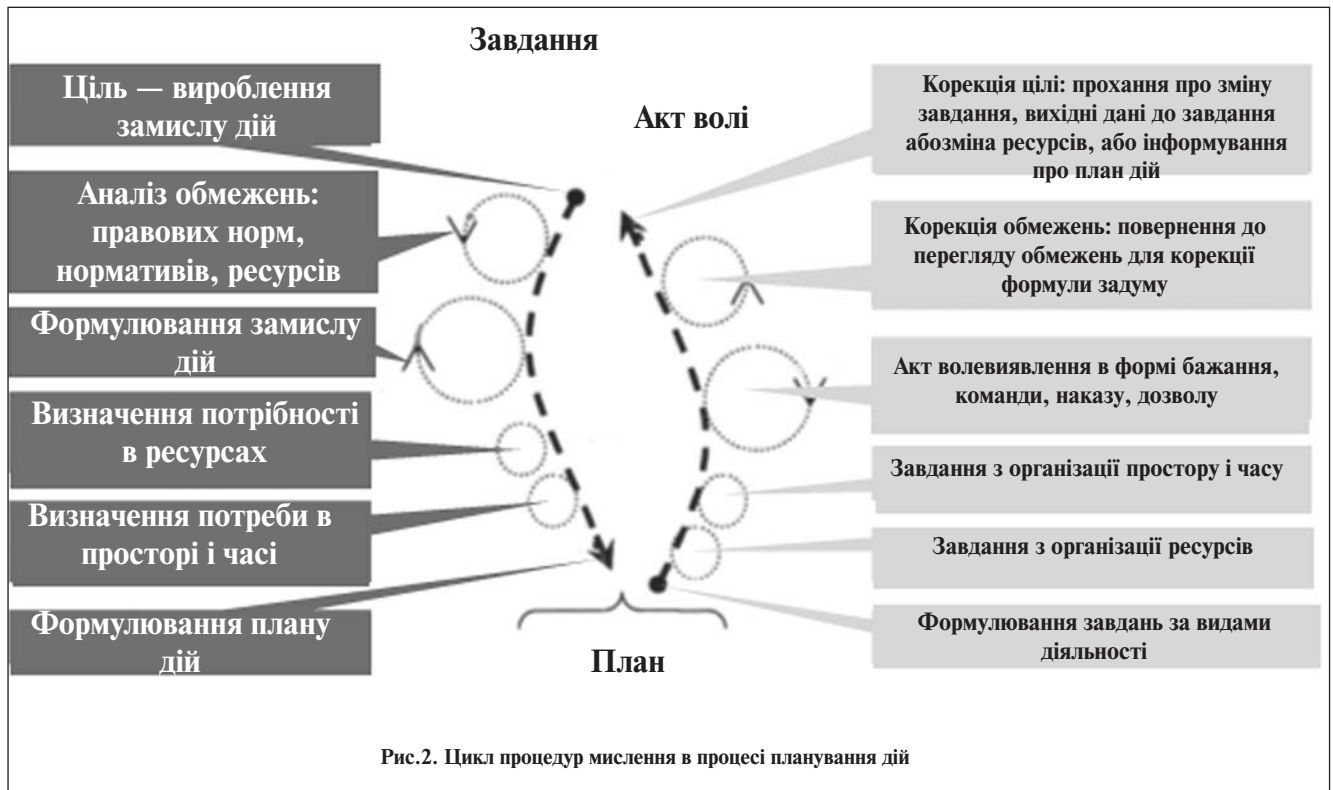 Завдання
Ціль — вироблення
замислу дій
Аналіз обмежень:
правових норм,
нормативів, ресурсів
Формулювання замислу
дій
Визначення потрібності
в ресурсах
Визначення потреби в
просторі і часі
Формулювання плану
дій
Акт волі
Корекція цілі: прохання про зміну
завдання, вихідні дані до завдання
абозміна ресурсів, або інформування
про план дій
Корекція обмежень: повернення до
перегляду обмежень для корекції
формули задуму
Акт волевиявлення в формі бажання,
команди, наказу, дозволу
Завдання з організації простору і часу
Завдання з організації ресурсів
Формулювання завдань за видами
діяльності
План
Рис.2. Цикл процедур мислення в процесі планування дій